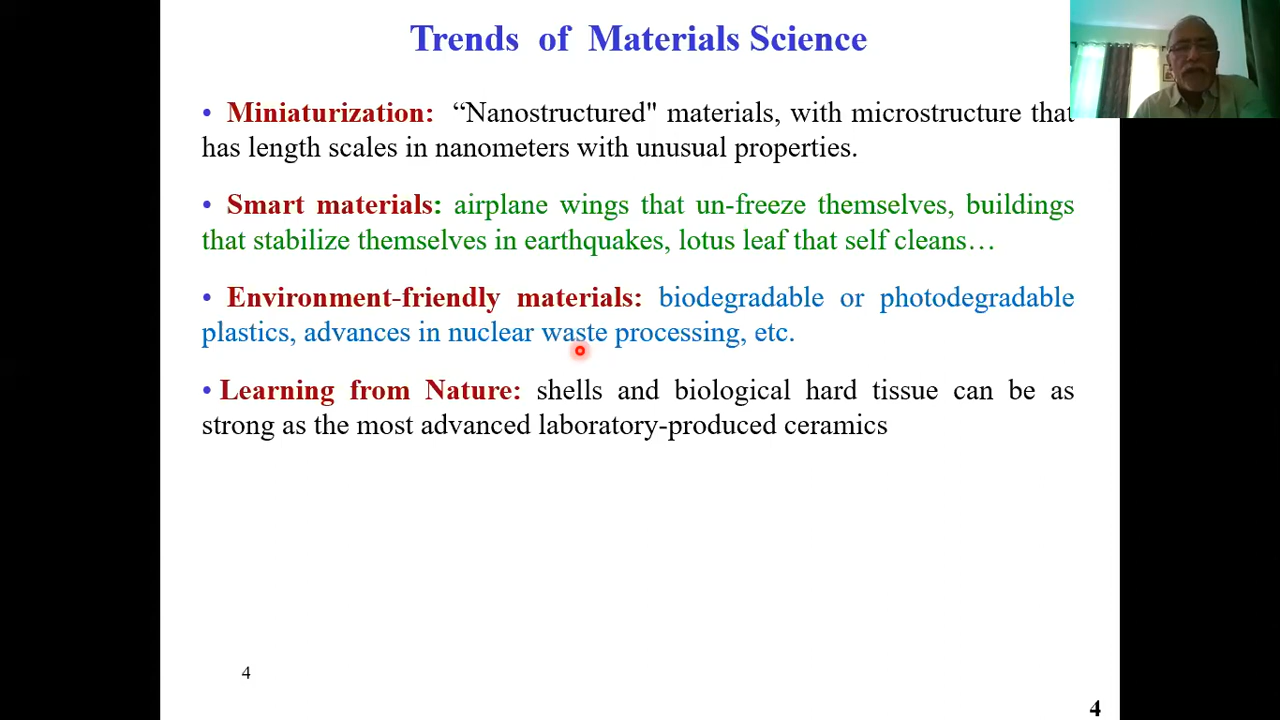 Trends of Materials Science
• Miniaturization: “Nanostructured" materials, with microstructure that
has length scales in nanometers with unusual properties.
• Smart materials: airplane wings that un-freeze themselves, buildings
that stabilize themselves in earthquakes, lotus leaf that self cleans…
• Environment-friendly materials: biodegradable or photodegradable
plastics, advances in nuclear waste processing, etc.
• Learning from Nature: shells and biological hard tissue can be as
strong as the most advanced laboratory-produced ceramics
4
4